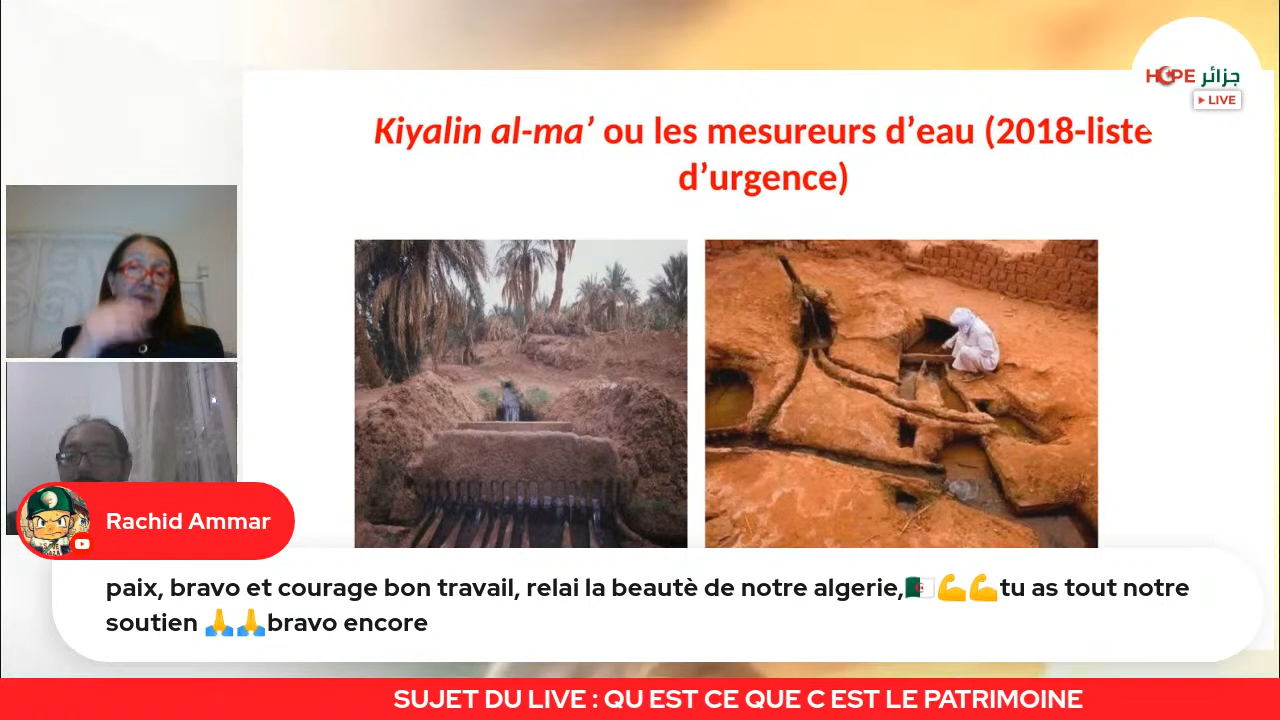 HOPE جزائر
LIVE
Kiyalin al-ma’ ou les mesureurs d’eau (2018-liste
d’urgence)
Rachid Ammar
paix, bravo et courage bon travail, relai la beautè de notre algerie,🇩🇿💪💪tu as tout notre
soutien 🙏🙏bravo encore
SUJET DU LIVE : QU EST CE QUE C EST LE PATRIMOINE